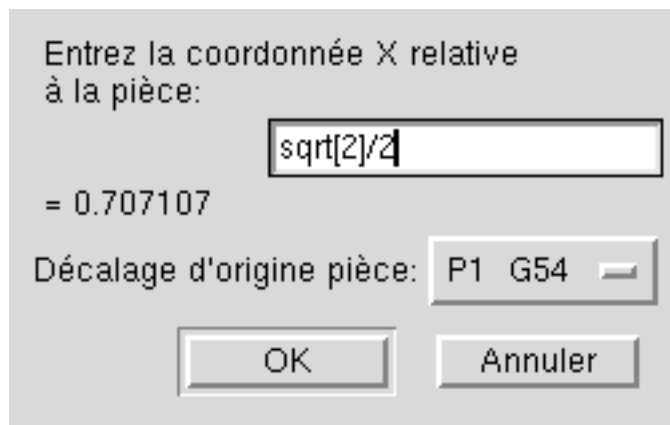 Entrez la coordonnée X relative
à la pièce:
sqrt[2]/2
= 0.707107
Décalage d'origine pièce: P1 G54
OK Annuler